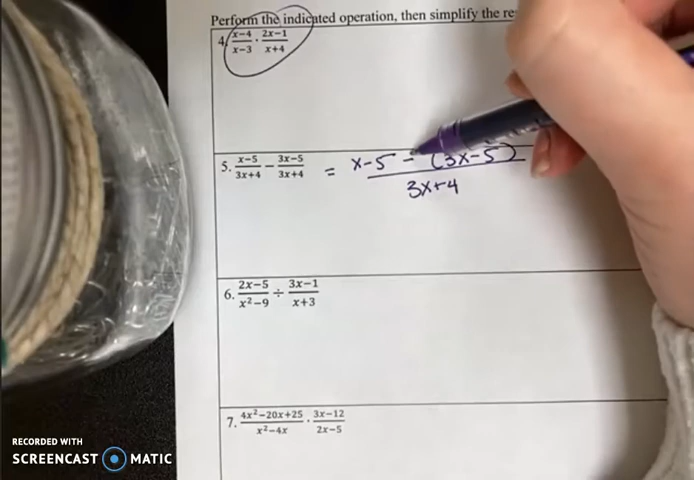 Perform the indicated operation, then simplify the
4. x−4/x−3 · 2x−1/x+4
5. x−5/3x+4 − 3x−5/3x+4 = x-5 - (3x-5)/3x+4
6. 2x−5/x²−9 ÷ 3x−1/x+3
7. 4x²−20x+25/x²−4x · 3x−12/2x−5
RECORDED WITH
SCREENCAST MATIC